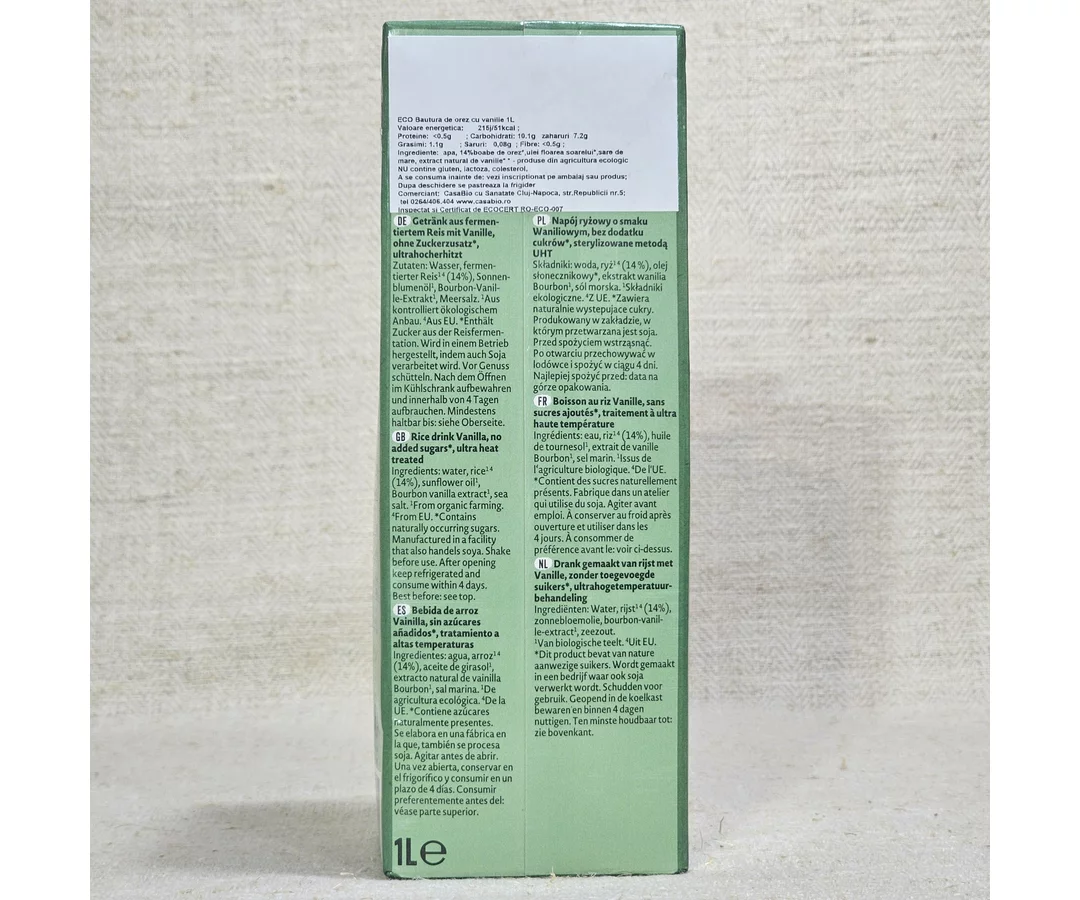 ECO Bautura de orez cu vanilie 1L
Valoare energetica: 215j/51kcal ;
Proteine: <0.5g ; Carbohidrati: 10.1g zaharuri 7.2g
Grasimi: 1.1g ; Saruri: 0,08g ; Fibre: <0.5g ;
Ingrediente: apa, 14%boabe de orez*,ulei floarea soarelui*,sare de
mare, extract natural de vanilie* * - produse din agricultura ecologic
NU contine gluten, lactoza, colesterol,
A se consuma inainte de: vezi inscriptionat pe ambalaj sau produs;
Dupa deschidere se pastreaza la frigider
Comerciant: CasaBio cu Sanatate Cluj-Napoca, str.Republicii nr.5;
tel 0264/406.404 www.casabio.ro
Inspectat si Certificat de ECOCERT RO-ECO-007
DE Getränk aus fermen-
tiertem Reis mit Vanille,
ohne Zuckerzusatz*,
ultrahocherhitzt
Zutaten: Wasser, fermen-
tierter Reis¹⁴ (14%), Sonnen-
blumenöl¹, Bourbon-Vanil-
le-Extrakt¹, Meersalz. ¹Aus
kontrolliert ökologischem
Anbau. ⁴Aus EU. *Enthält
Zucker aus der Reisfermen-
tation. Wird in einem Betrieb
hergestellt, indem auch Soja
verarbeitet wird. Vor Genuss
schütteln. Nach dem Öffnen
im Kühlschrank aufbewahren
und innerhalb von 4 Tagen
aufbrauchen. Mindestens
haltbar bis: siehe Oberseite.
GB Rice drink Vanilla, no
added sugars*, ultra heat
treated
Ingredients: water, rice¹⁴
(14%), sunflower oil¹,
Bourbon vanilla extract¹, sea
salt. ¹From organic farming.
⁴From EU. *Contains
naturally occurring sugars.
Manufactured in a facility
that also handels soya. Shake
before use. After opening
keep refrigerated and
consume within 4 days.
Best before: see top.
ES Bebida de arroz
Vainilla, sin azúcares
añadidos*, tratamiento a
altas temperaturas
Ingredientes: agua, arroz¹⁴
(14%), aceite de girasol¹,
extracto natural de vainilla
Bourbon¹, sal marina. ¹De
agricultura ecológica. ⁴De la
UE. *Contiene azúcares
naturalmente presentes.
Se elabora en una fábrica en
la que, también se procesa
soja. Agitar antes de abrir.
Una vez abierta, conservar en
el frigorífico y consumir en un
plazo de 4 días. Consumir
preferentemente antes del:
véase parte superior.
1L℮
PL Napój ryżowy o smaku
Waniliowym, bez dodatku
cukrów*, sterylizowane metodą
UHT
Składniki: woda, ryż¹⁴ (14 %), olej
słonecznikowy¹, ekstrakt wanilia
Bourbon¹, sól morska. ¹Składniki
ekologiczne. ⁴Z UE. *Zawiera
naturalnie wystepujace cukry.
Produkowany w zakładzie, w
którym przetwarzana jest soja.
Przed spożyciem wstrząsnąć.
Po otwarciu przechowywać w
lodówce i spożyć w ciągu 4 dni.
Najlepiej spożyć przed: data na
górze opakowania.
FR Boisson au riz Vanille, sans
sucres ajoutés*, traitement à ultra
haute température
Ingrédients: eau, riz¹⁴ (14%), huile
de tournesol¹, extrait de vanille
Bourbon¹, sel marin. ¹Issus de
l'agriculture biologique. ⁴De l'UE.
*Contient des sucres naturellement
présents. Fabrique dans un atelier
qui utilise du soja. Agiter avant
emploi. À conserver au froid après
ouverture et utiliser dans les
4 jours. À consommer de
préférence avant le: voir ci-dessus.
NL Drank gemaakt van rijst met
Vanille, zonder toegevoegde
suikers*, ultrahogetemperatuur-
behandeling
Ingrediënten: Water, rijst¹⁴ (14%),
zonnebloemolie, bourbon-vanil-
le-extract¹, zeezout.
¹Van biologische teelt. ⁴Uit EU.
*Dit product bevat van nature
aanwezige suikers. Wordt gemaakt
in een bedrijf waar ook soja
verwerkt wordt. Schudden voor
gebruik. Geopend in de koelkast
bewaren en binnen 4 dagen
nuttigen. Ten minste houdbaar tot:
zie bovenkant.